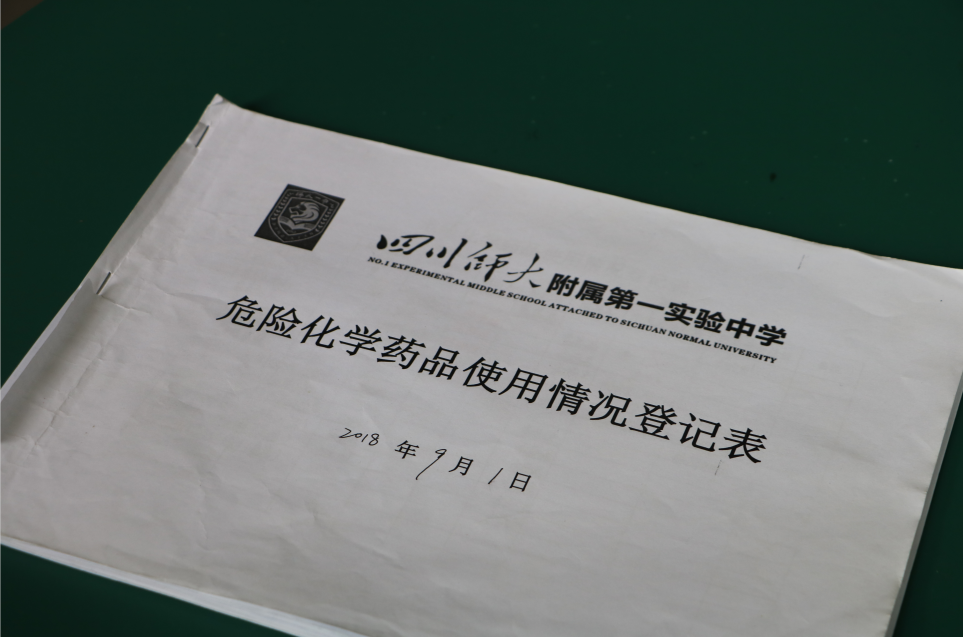 四川师大附属第一实验中学
NO.1 EXPERIMENTAL MIDDLE SCHOOL ATTACHED TO SICHUAN NORMAL UNIVERSITY
危险化学药品使用情况登记表
2018 年 9 月 1 日